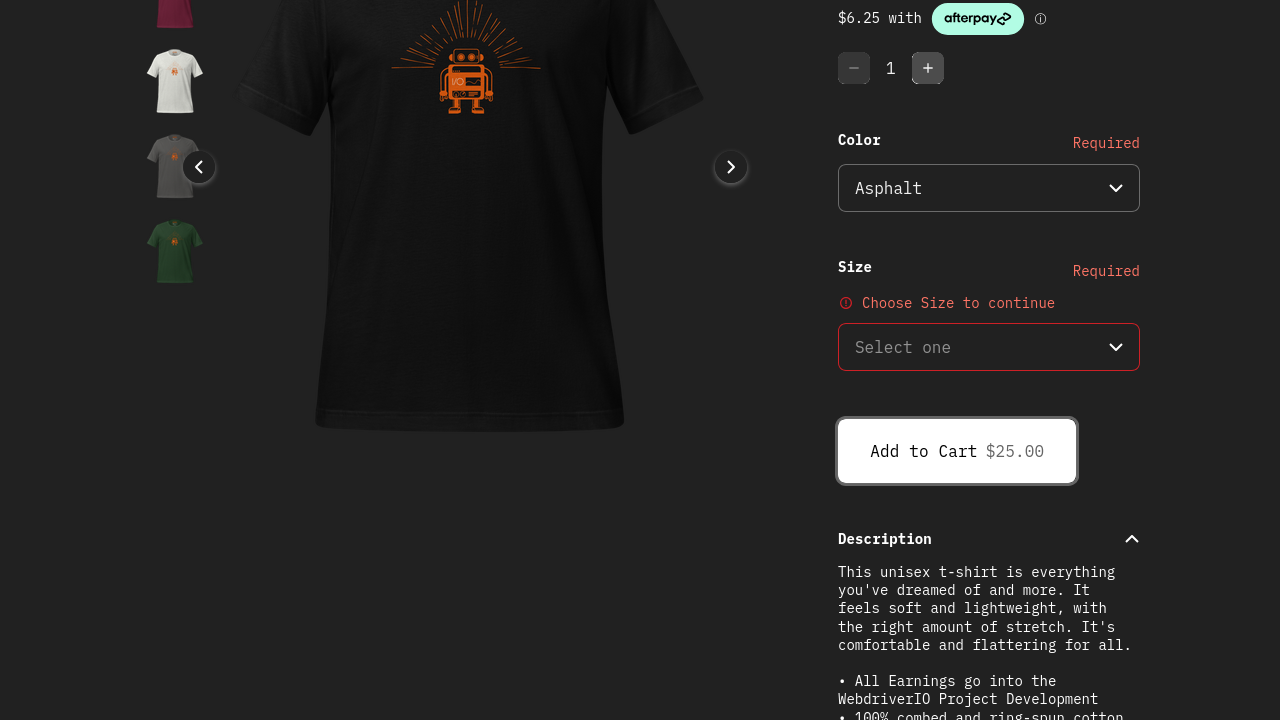 $6.25 with afterpay
1
Color
Required
Asphalt
Size
Required
Choose Size to continue
Select one
Add to Cart $25.00
Description
This unisex t-shirt is everything
you've dreamed of and more. It
feels soft and lightweight, with
the right amount of stretch. It's
comfortable and flattering for all.
• All Earnings go into the
WebdriverIO Project Development
• 100% combed and ring-spun cotton
I/O